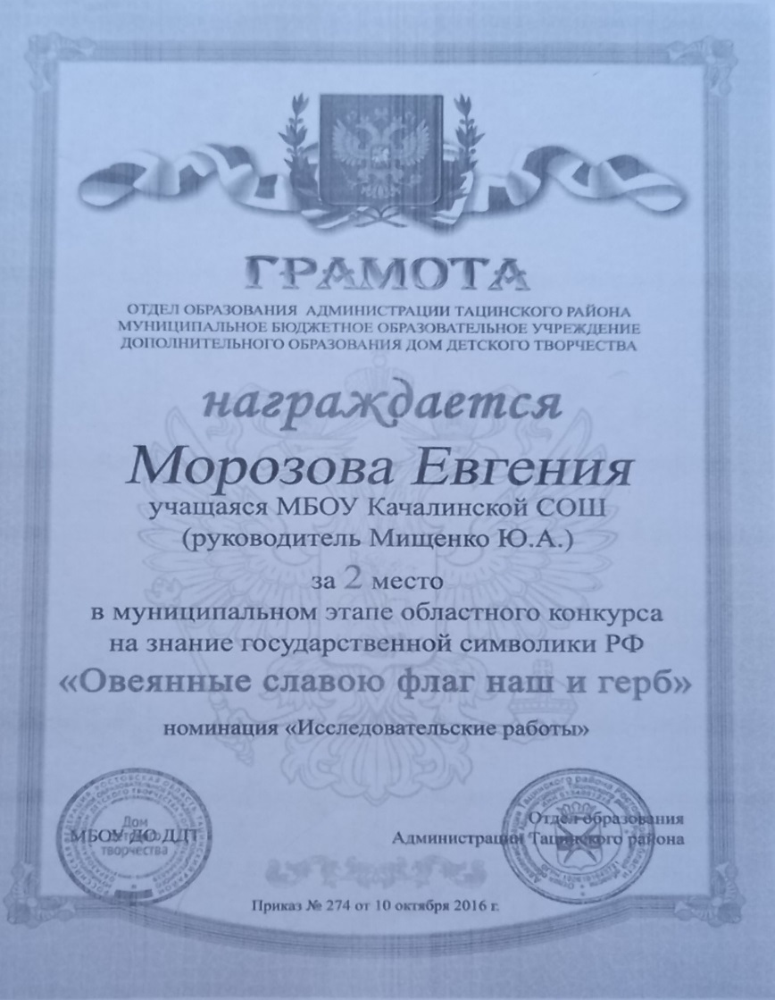 ГРАМОТА
ОТДЕЛ ОБРАЗОВАНИЯ АДМИНИСТРАЦИИ ТАЦИНСКОГО РАЙОНА
МУНИЦИПАЛЬНОЕ БЮДЖЕТНОЕ ОБРАЗОВАТЕЛЬНОЕ УЧРЕЖДЕНИЕ
ДОПОЛНИТЕЛЬНОГО ОБРАЗОВАНИЯ ДОМ ДЕТСКОГО ТВОРЧЕСТВА
награждается
Морозова Евгения
учащаяся МБОУ Качалинской СОШ
(руководитель Мищенко Ю.А.)
за 2 место
в муниципальном этапе областного конкурса
на знание государственной символики РФ
«Овеянные славою флаг наш и герб»
номинация «Исследовательские работы»
МБОУ ДО ДДТ
Дом
творчества
Отдел образования
Администрации Тацинского района
Приказ № 274 от 10 октября 2016 г.